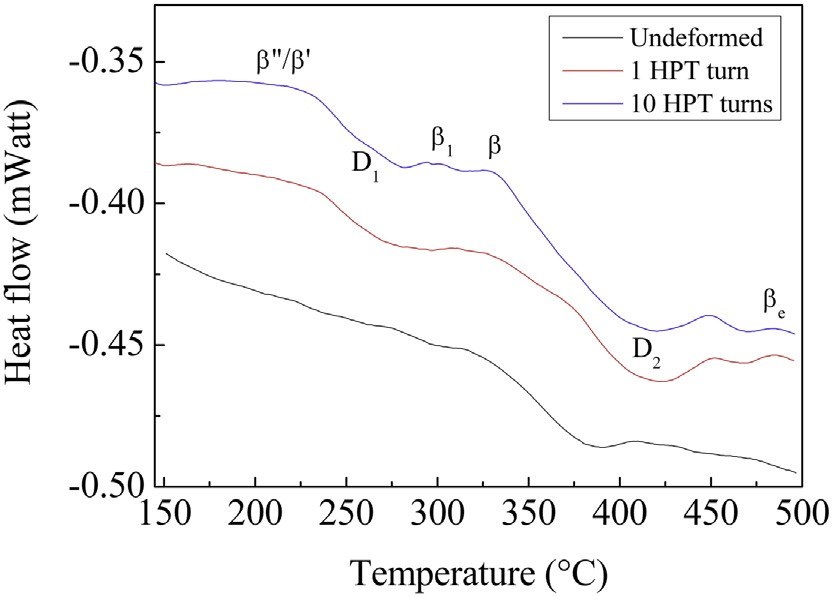 Undeformed
1 HPT turn
10 HPT turns
β"/β'
D1
β1
β
D2
βe
-0.35
-0.40
-0.45
-0.50
Heat flow (mWatt)
150 200 250 300 350 400 450 500
Temperature (°C)